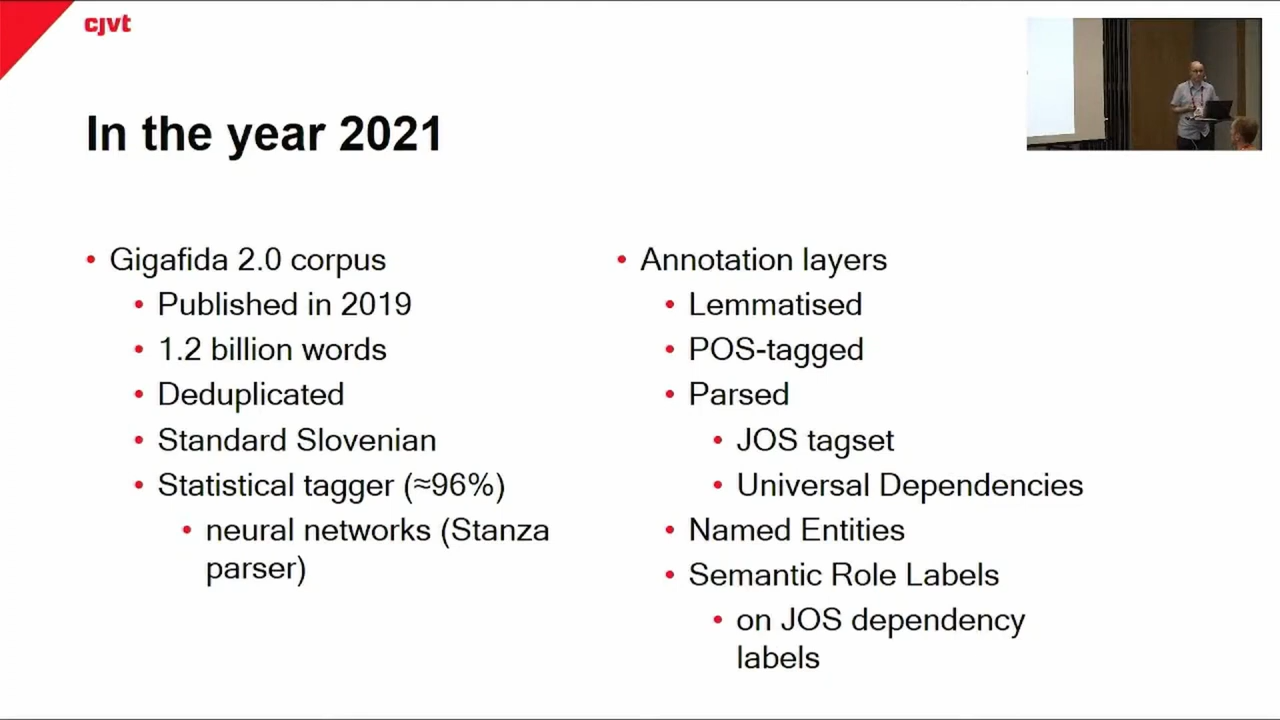 cjvt
In the year 2021
• Gigafida 2.0 corpus
• Published in 2019
• 1.2 billion words
• Deduplicated
• Standard Slovenian
• Statistical tagger (≈96%)
• neural networks (Stanza
parser)
• Annotation layers
• Lemmatised
• POS-tagged
• Parsed
• JOS tagset
• Universal Dependencies
• Named Entities
• Semantic Role Labels
• on JOS dependency
labels